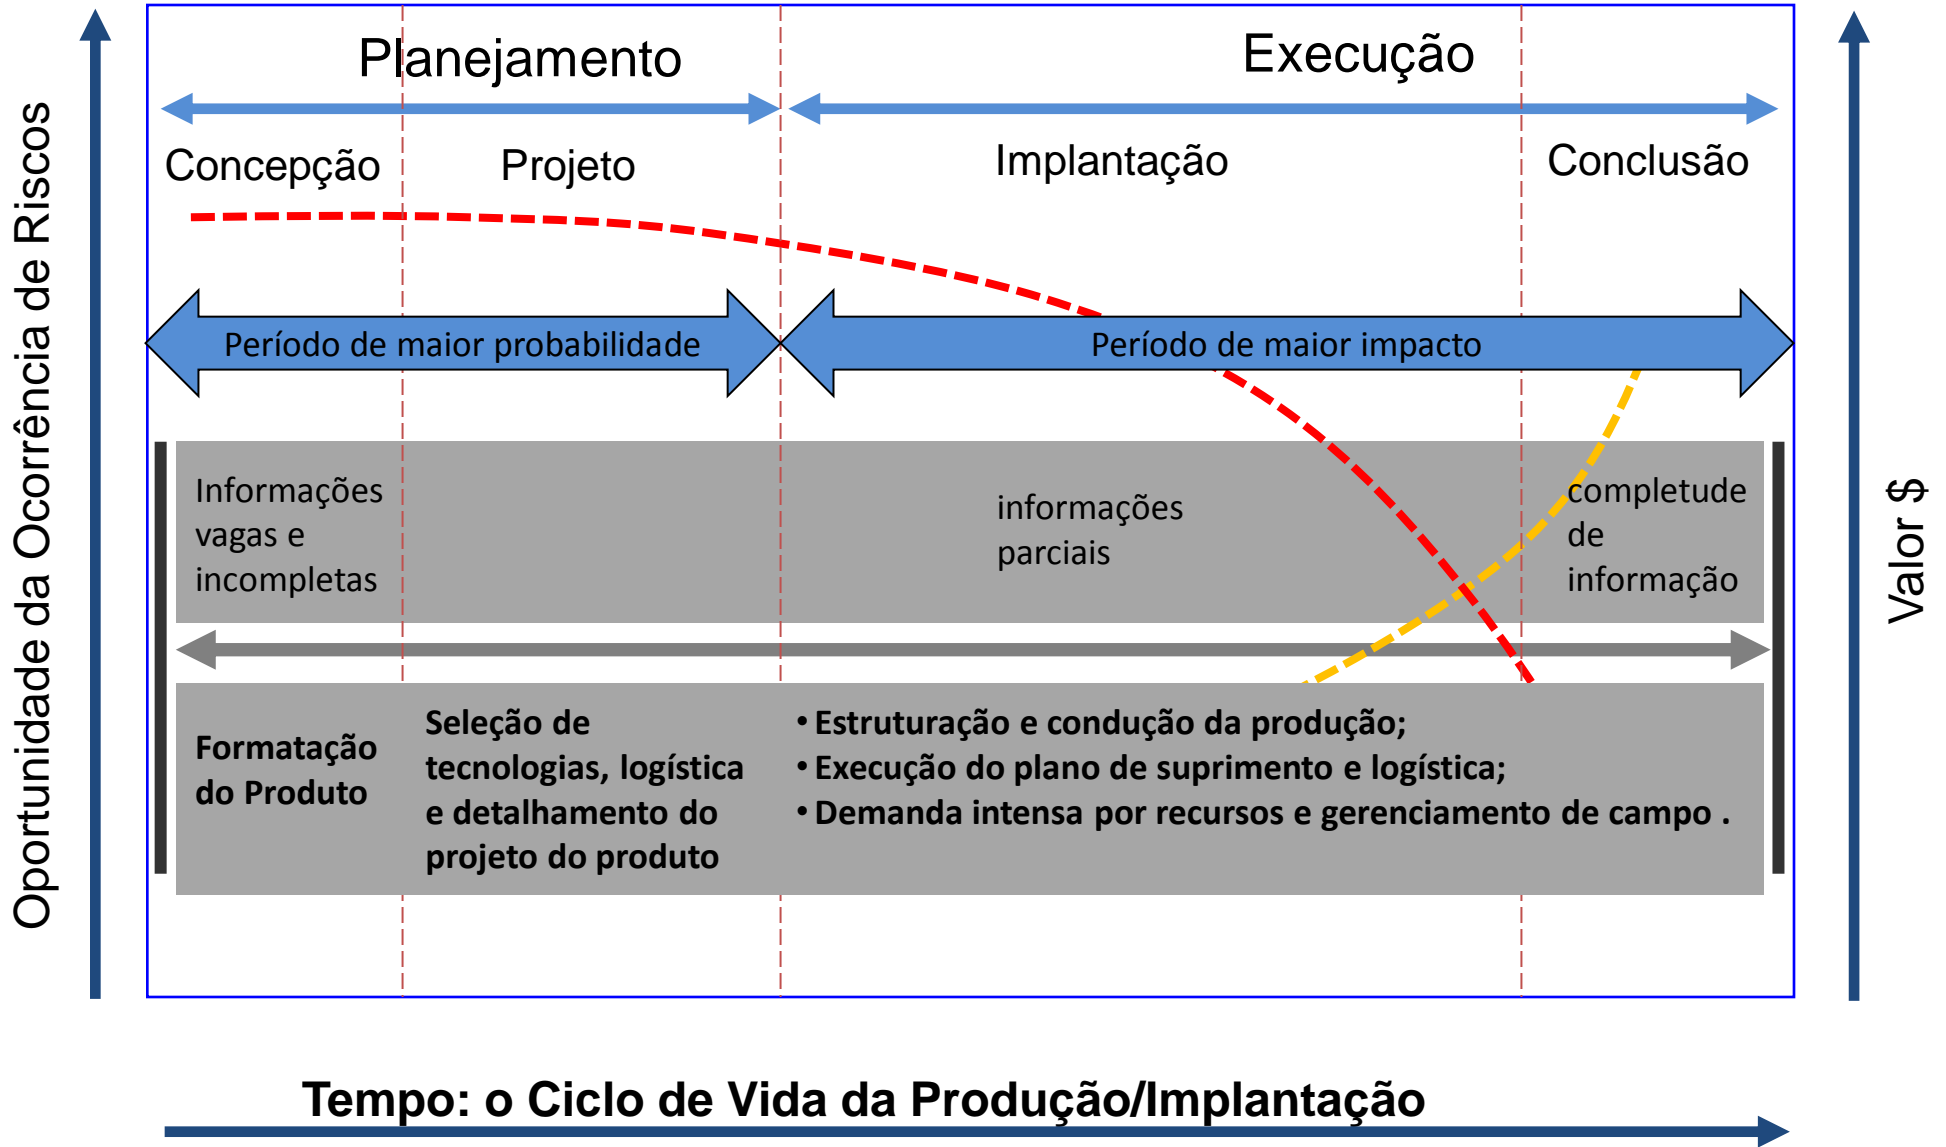 Planejamento
Execução
Concepção
Projeto
Implantação
Conclusão
Oportunidade da Ocorrência de Riscos
Valor $
Período de maior probabilidade
Período de maior impacto
Informações
vagas e
incompletas
informações
parciais
completude
de
informação
Formatação
do Produto
Seleção de
tecnologias, logística
e detalhamento do
projeto do produto
• Estruturação e condução da produção;
• Execução do plano de suprimento e logística;
• Demanda intensa por recursos e gerenciamento de campo .
Tempo: o Ciclo de Vida da Produção/Implantação